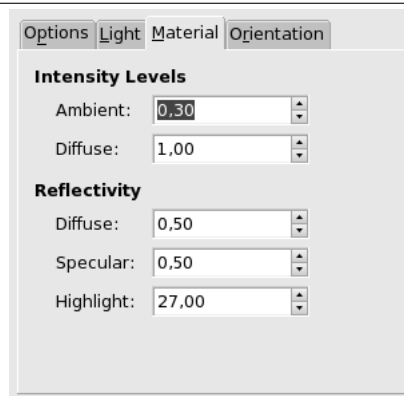 Options Light Material Orientation
Intensity Levels
Ambient: 0,30
Diffuse: 1,00
Reflectivity
Diffuse: 0,50
Specular: 0,50
Highlight: 27,00